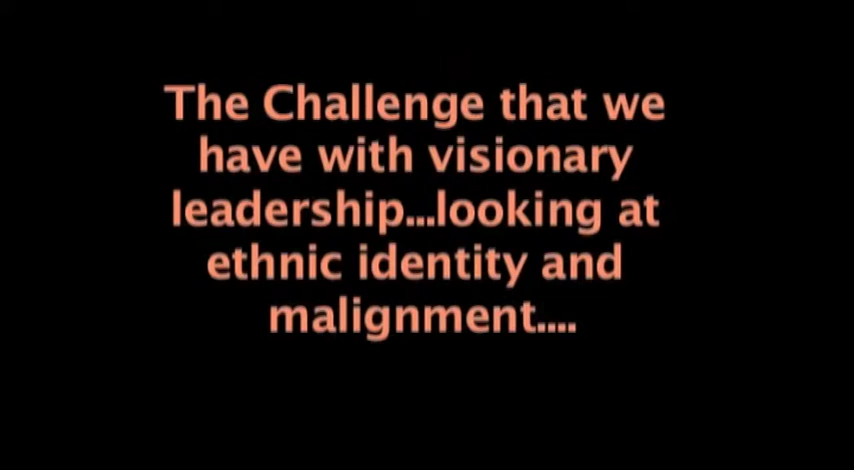 The Challenge that we
have with visionary
leadership...looking at
ethnic identity and
malignment....